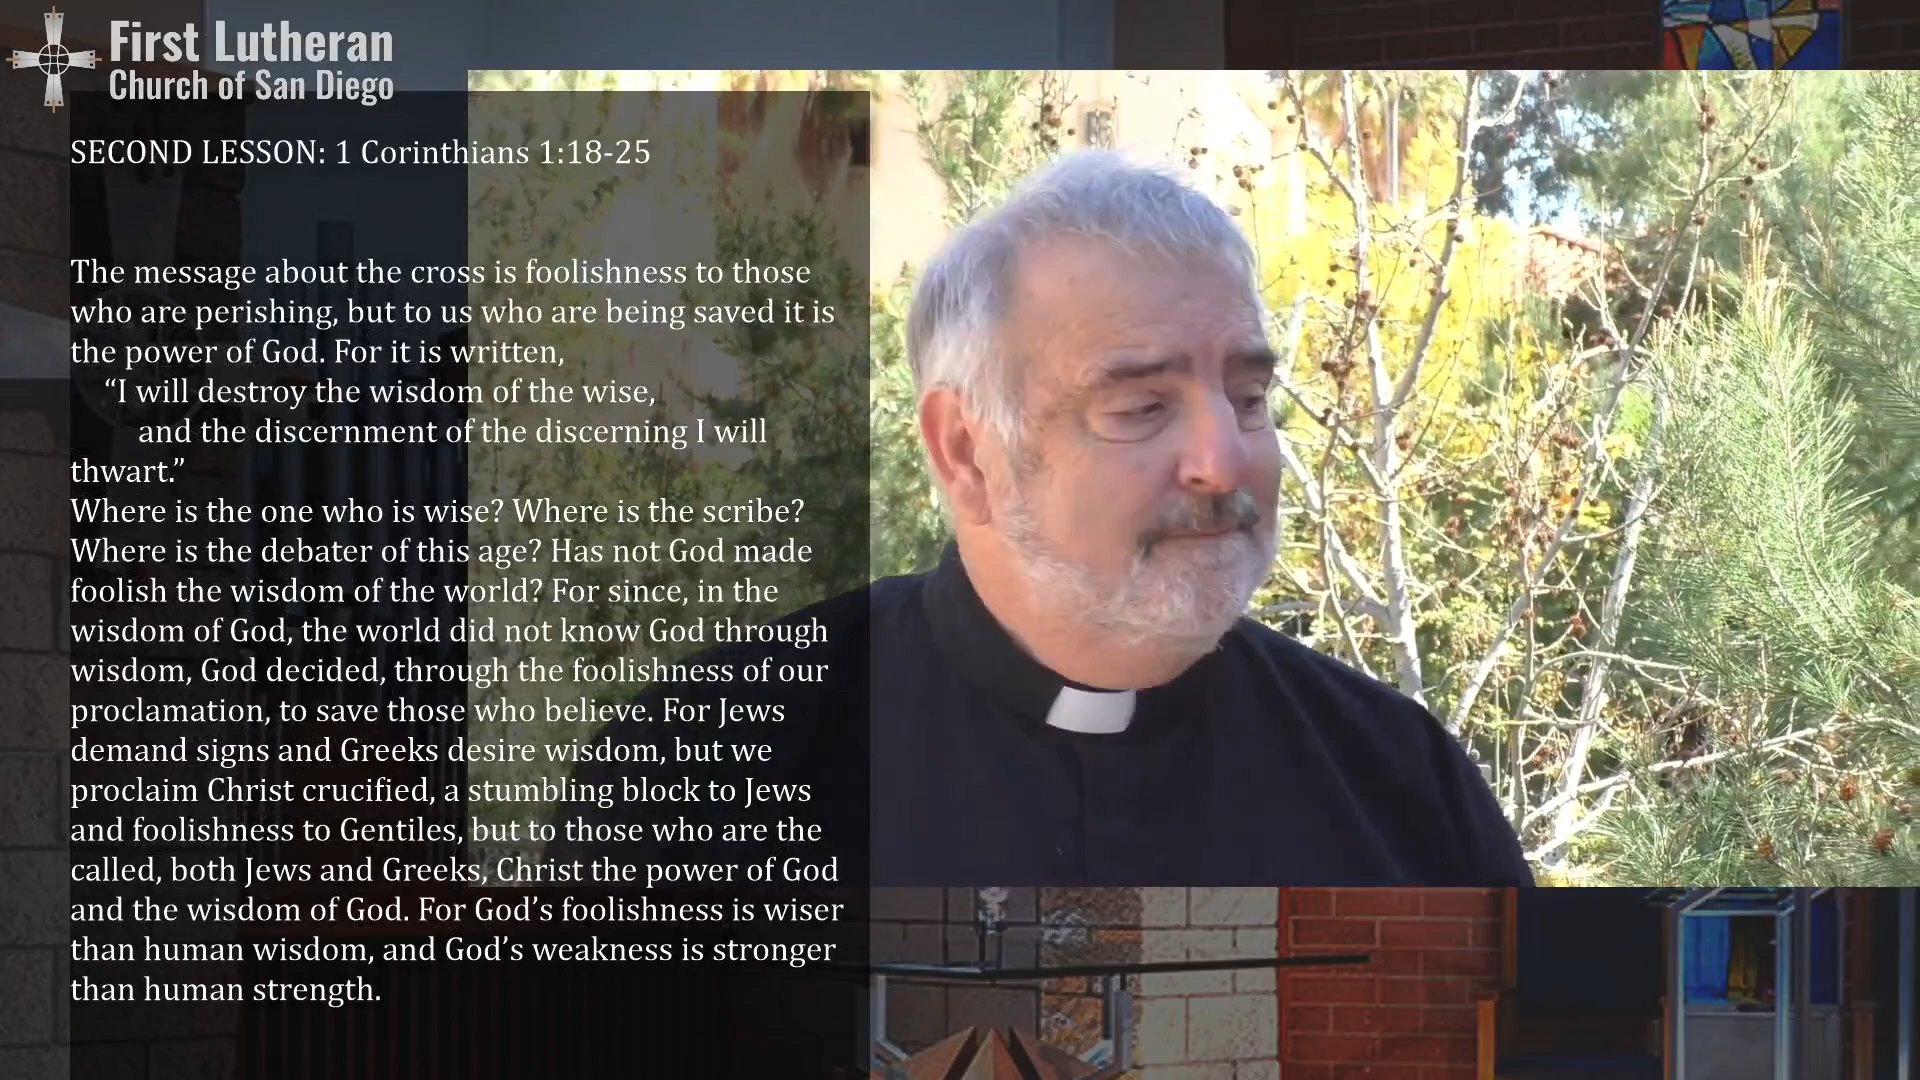 First Lutheran
Church of San Diego
SECOND LESSON: 1 Corinthians 1:18-25
The message about the cross is foolishness to those
who are perishing, but to us who are being saved it is
the power of God. For it is written,
“I will destroy the wisdom of the wise,
and the discernment of the discerning I will
thwart.”
Where is the one who is wise? Where is the scribe?
Where is the debater of this age? Has not God made
foolish the wisdom of the world? For since, in the
wisdom of God, the world did not know God through
wisdom, God decided, through the foolishness of our
proclamation, to save those who believe. For Jews
demand signs and Greeks desire wisdom, but we
proclaim Christ crucified, a stumbling block to Jews
and foolishness to Gentiles, but to those who are the
called, both Jews and Greeks, Christ the power of God
and the wisdom of God. For God’s foolishness is wiser
than human wisdom, and God’s weakness is stronger
than human strength.